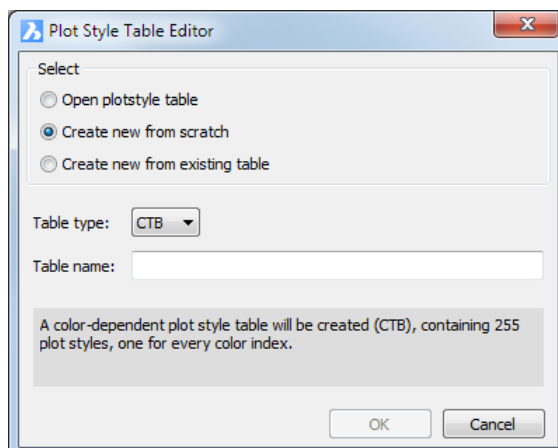 Plot Style Table Editor
Select
Open plotstyle table
Create new from scratch
Create new from existing table
Table type: CTB
Table name:
A color-dependent plot style table will be created (CTB), containing 255
plot styles, one for every color index.
OK Cancel